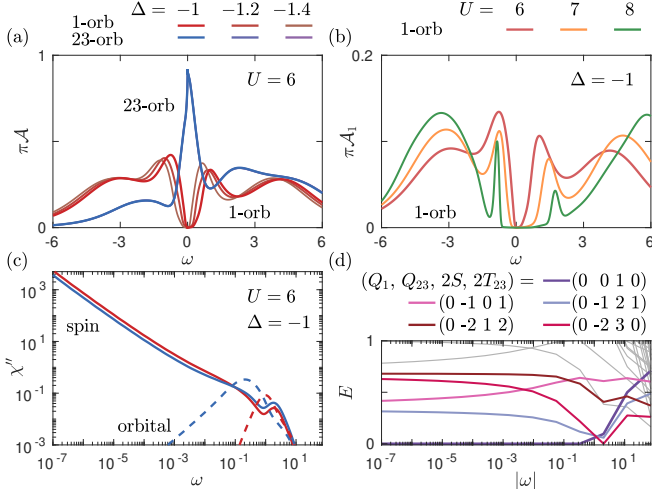 Δ = −1 −1.2 −1.4
1-orb
23-orb
(a)
1
πA
0
U = 6
23-orb
1-orb
-6 -3 0 3 6
ω
U = 6 7 8
1-orb
(b)
0.2
πA₁
0
Δ = −1
1-orb
-6 -3 0 3 6
ω
(c)
10³
10¹
10⁻¹
10⁻³
χ″
U = 6
Δ = −1
spin
orbital
10⁻⁷ 10⁻⁵ 10⁻³ 10⁻¹ 10¹
ω
(d)
(Q₁, Q₂₃, 2S, 2T₂₃) = (0 0 1 0)
(0 -1 0 1) (0 -1 2 1)
(0 -2 1 2) (0 -2 3 0)
1
E
0
10⁻⁷ 10⁻⁵ 10⁻³ 10⁻¹ 10¹
|ω|